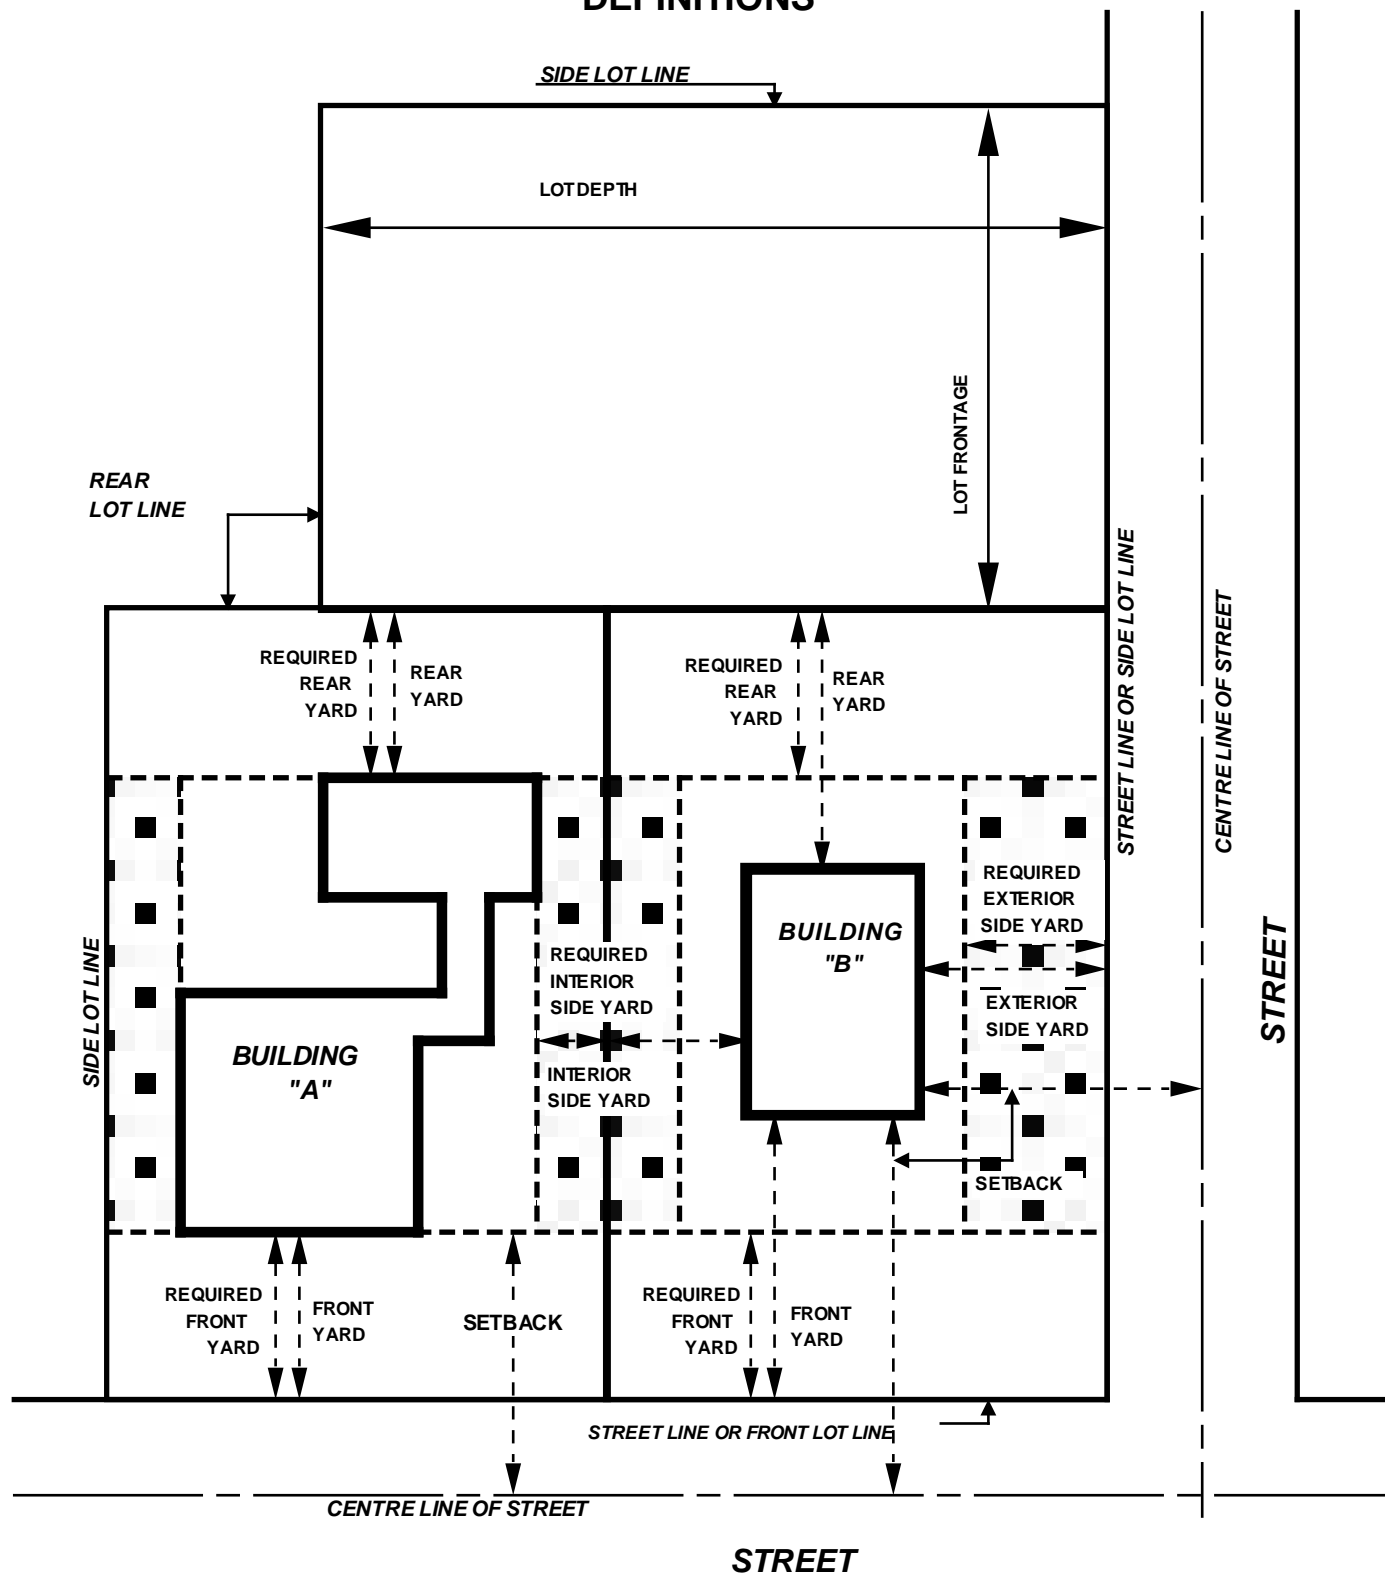 DEFINITIONS
SIDE LOT LINE
LOT DEPTH
LOT FRONTAGE
REAR
LOT LINE
STREET LINE OR SIDE LOT LINE
CENTRE LINE OF STREET
STREET
REQUIRED
REAR
YARD
REAR
YARD
REQUIRED
REAR
YARD
REAR
YARD
SIDE LOT LINE
BUILDING
"A"
REQUIRED
INTERIOR
SIDE YARD
INTERIOR
SIDE YARD
BUILDING
"B"
REQUIRED
EXTERIOR
SIDE YARD
EXTERIOR
SIDE YARD
SETBACK
REQUIRED
FRONT
YARD
FRONT
YARD
SETBACK
REQUIRED
FRONT
YARD
FRONT
YARD
STREET LINE OR FRONT LOT LINE
CENTRE LINE OF STREET
STREET